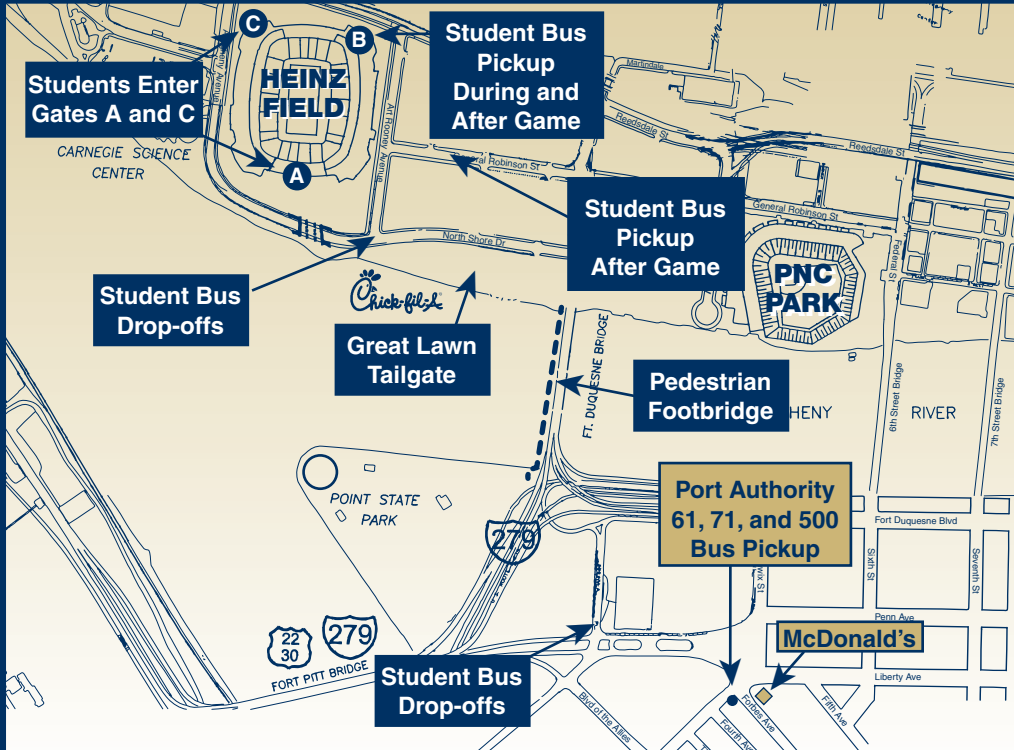 C
B
Student Bus
Pickup
During and
After Game
Students Enter
Gates A and C
HEINZ
FIELD
Martindale
Reedsdale St
Reedsdale St
CARNEGIE SCIENCE
CENTER
Art Rooney Avenue
General Robinson St
A
Student Bus
Pickup
After Game
General Robinson St
Federal St
North Shore Dr
PNC
PARK
Student Bus
Drop-offs
Chick-fil-A
Great Lawn
Tailgate
FT. DUQUESNE BRIDGE
Pedestrian
Footbridge
HENY
RIVER
6th Street Bridge
7th Street Bridge
POINT STATE
PARK
279
Port Authority
61, 71, and 500
Bus Pickup
Fort Duquesne Blvd
Sixth St
Seventh St
Penn Ave
McDonald's
22
30
279
FORT PITT BRIDGE
Student Bus
Drop-offs
Liberty Ave
Blvd of the Allies
Forbes Ave
Fifth Ave
Fourth Ave